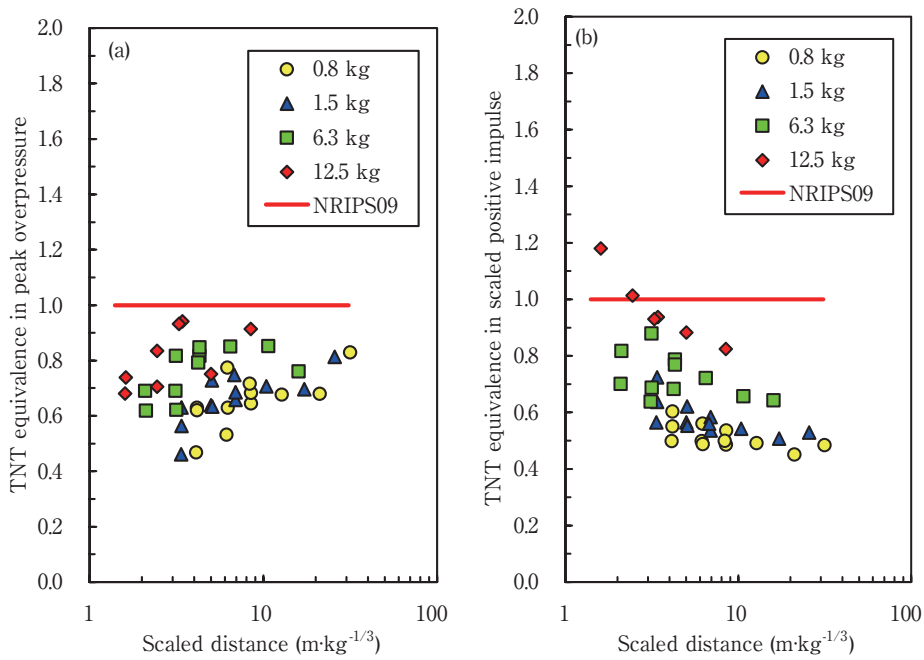 (a)
0.8 kg
1.5 kg
6.3 kg
12.5 kg
NRIPS09
TNT equivalence in peak overpressure
2.0
1.8
1.6
1.4
1.2
1.0
0.8
0.6
0.4
0.2
0.0
1
10
100
Scaled distance (m·kg-1/3)
(b)
0.8 kg
1.5 kg
6.3 kg
12.5 kg
NRIPS09
TNT equivalence in scaled positive impulse
2.0
1.8
1.6
1.4
1.2
1.0
0.8
0.6
0.4
0.2
0.0
1
10
100
Scaled distance (m·kg-1/3)